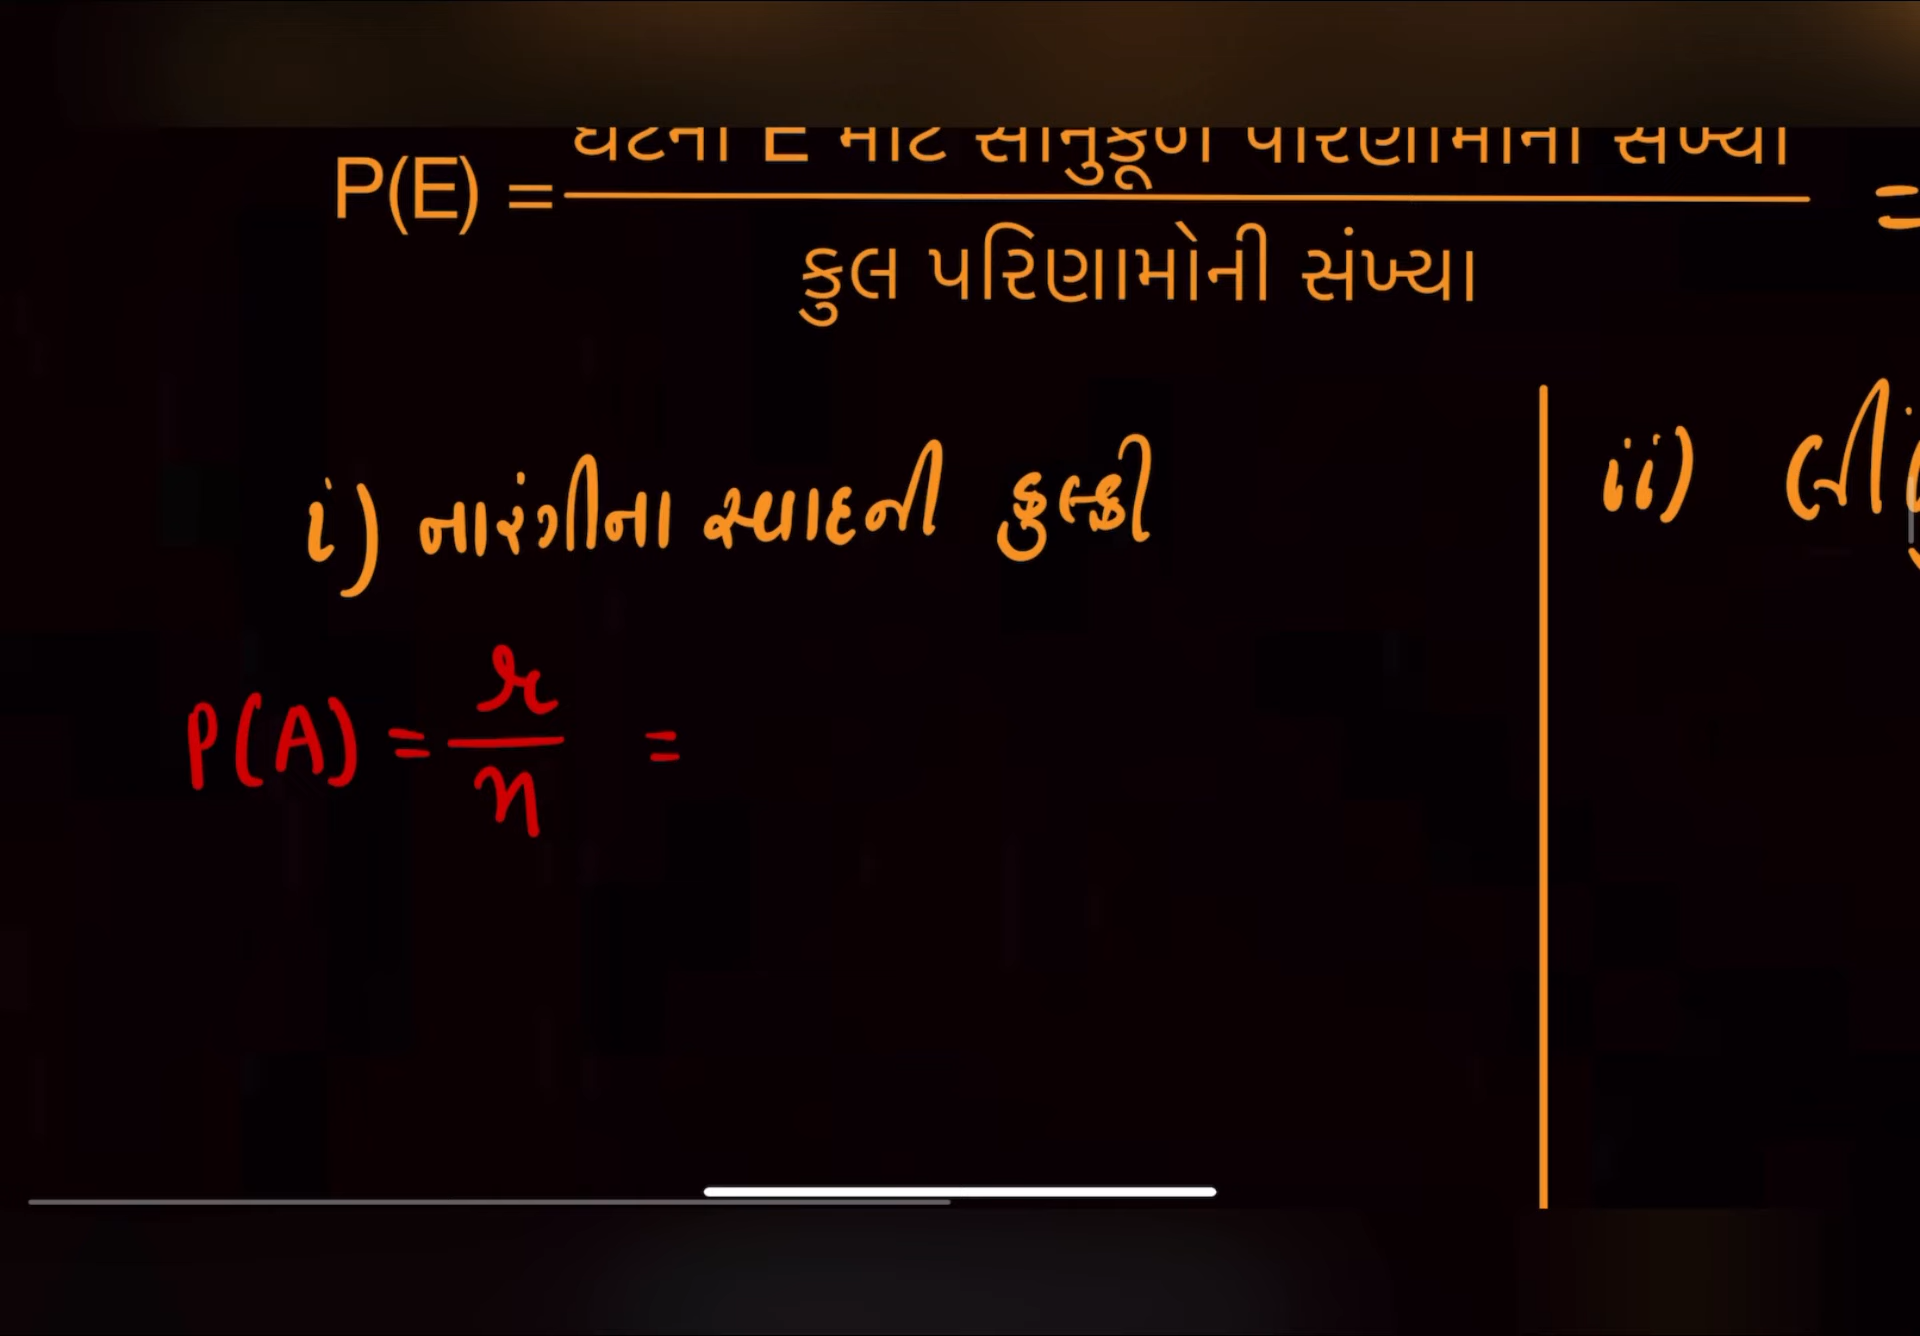 P(E) = ઘટના E માટે સાનુકૂળ પરિણામોની સંખ્યા =
કુલ પરિણામોની સંખ્યા
i) નારંગીના સ્વાદની કુલ્ફી
ii)
P(A) = r =
n